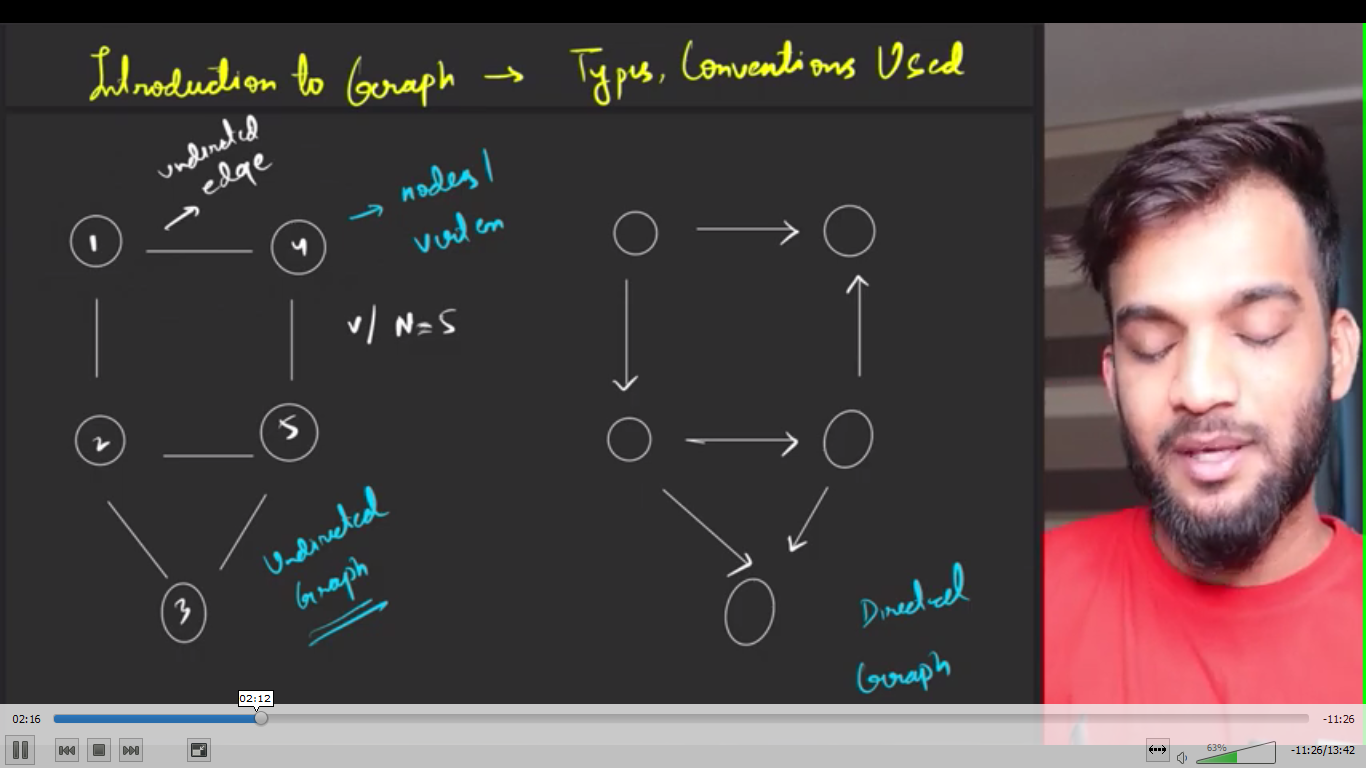 Introduction to Graph → Types, Conventions Used
undirected
edge
nodes /
vertex
1
4
V/ N=5
2
5
3
Undirected
Graph
Directed
Graph
02:12
02:16
-11:26
63%
-11:26/13:42